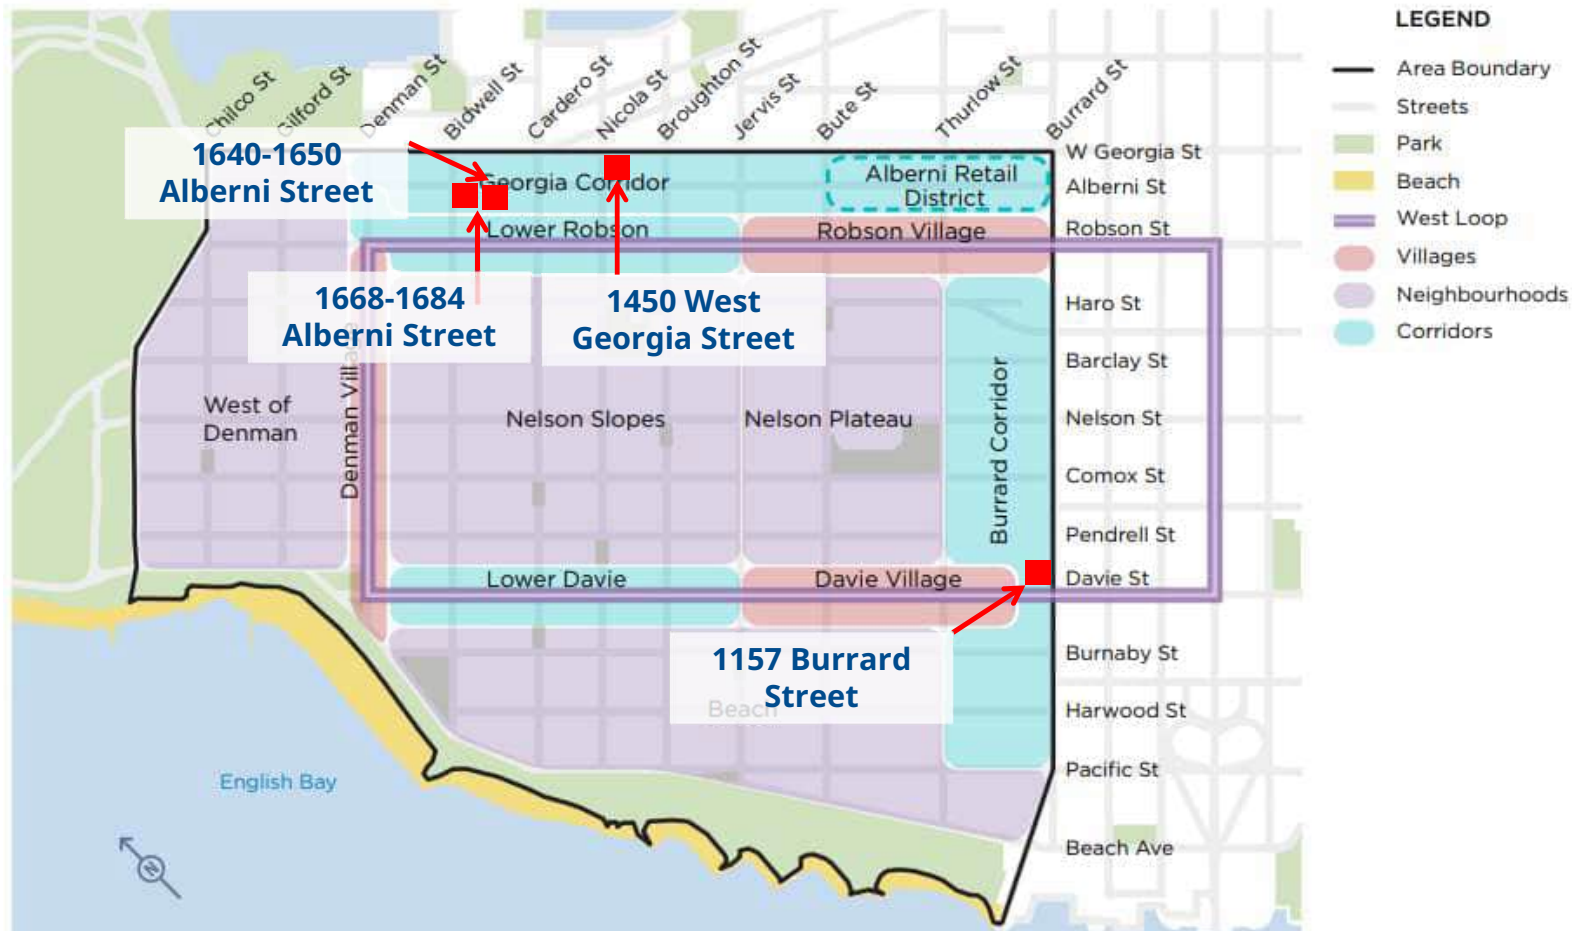 Chilco St
Gilford St
Denman St
Bidwell St
Cardero St
Nicola St
Broughton St
Jervis St
Bute St
Thurlow St
Burrard St
LEGEND
Area Boundary
Streets
Park
Beach
West Loop
Villages
Neighbourhoods
Corridors
W Georgia St
Alberni St
Robson St
Haro St
Barclay St
Nelson St
Comox St
Pendrell St
Davie St
Burnaby St
Harwood St
Pacific St
Beach Ave
1640-1650
Alberni Street
Georgia Corridor
Alberni Retail
District
Lower Robson
Robson Village
1668-1684
Alberni Street
1450 West
Georgia Street
West of
Denman
Denman Village
Nelson Slopes
Nelson Plateau
Burrard Corridor
Lower Davie
Davie Village
1157 Burrard
Street
Beach
English Bay
N